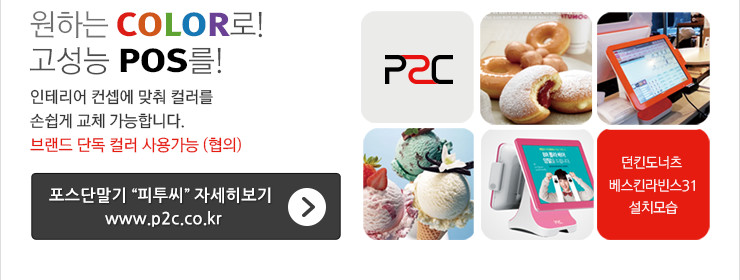 원하는 COLOR로!
고성능 POS를!
인테리어 컨셉에 맞춰 컬러를
손쉽게 교체 가능합니다.
브랜드 단독 컬러 사용가능 (협의)
포스단말기 “피투씨” 자세히보기
www.p2c.co.kr
P2C
던킨도너츠
베스킨라빈스31
설치모습